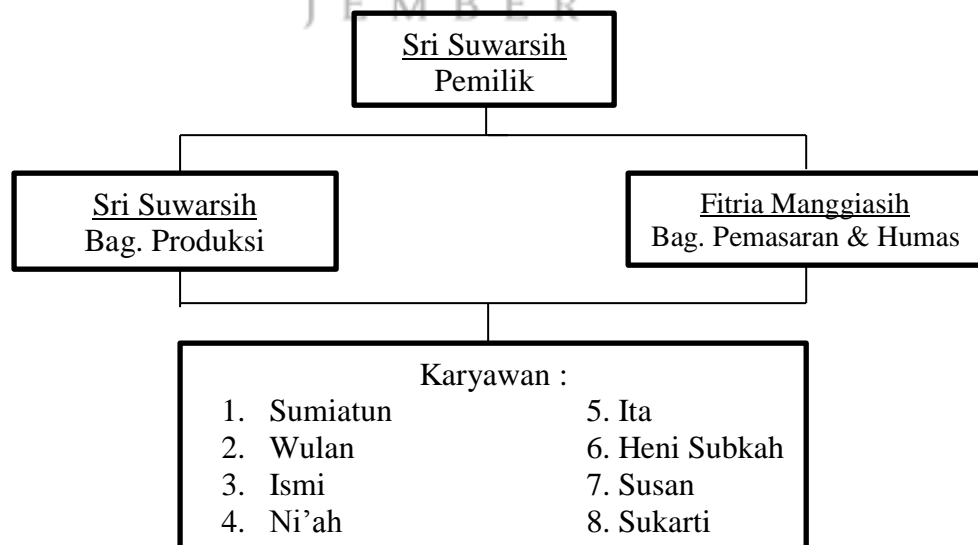 JEMBER
Sri Suwarsih
Pemilik
Sri Suwarsih
Bag. Produksi
Fitria Manggiasih
Bag. Pemasaran & Humas
Karyawan :
1. Sumiatun
2. Wulan
3. Ismi
4. Ni’ah
5. Ita
6. Heni Subkah
7. Susan
8. Sukarti